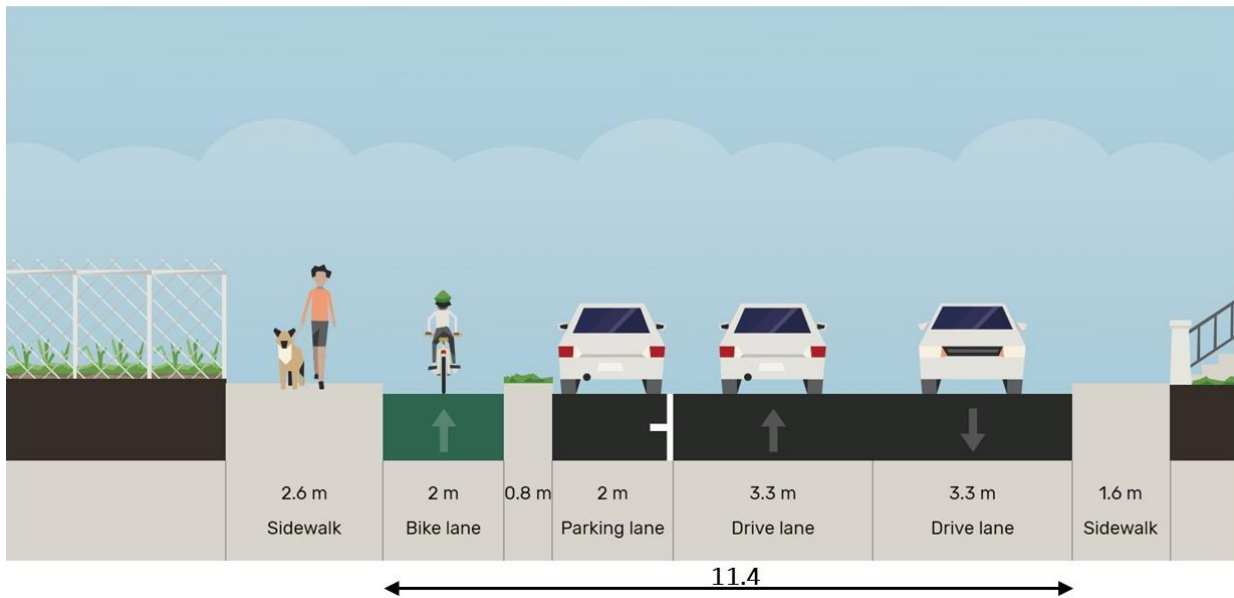 2.6 m
Sidewalk
2 m
Bike lane
0.8 m
2 m
Parking lane
3.3 m
Drive lane
3.3 m
Drive lane
1.6 m
Sidewalk
11.4